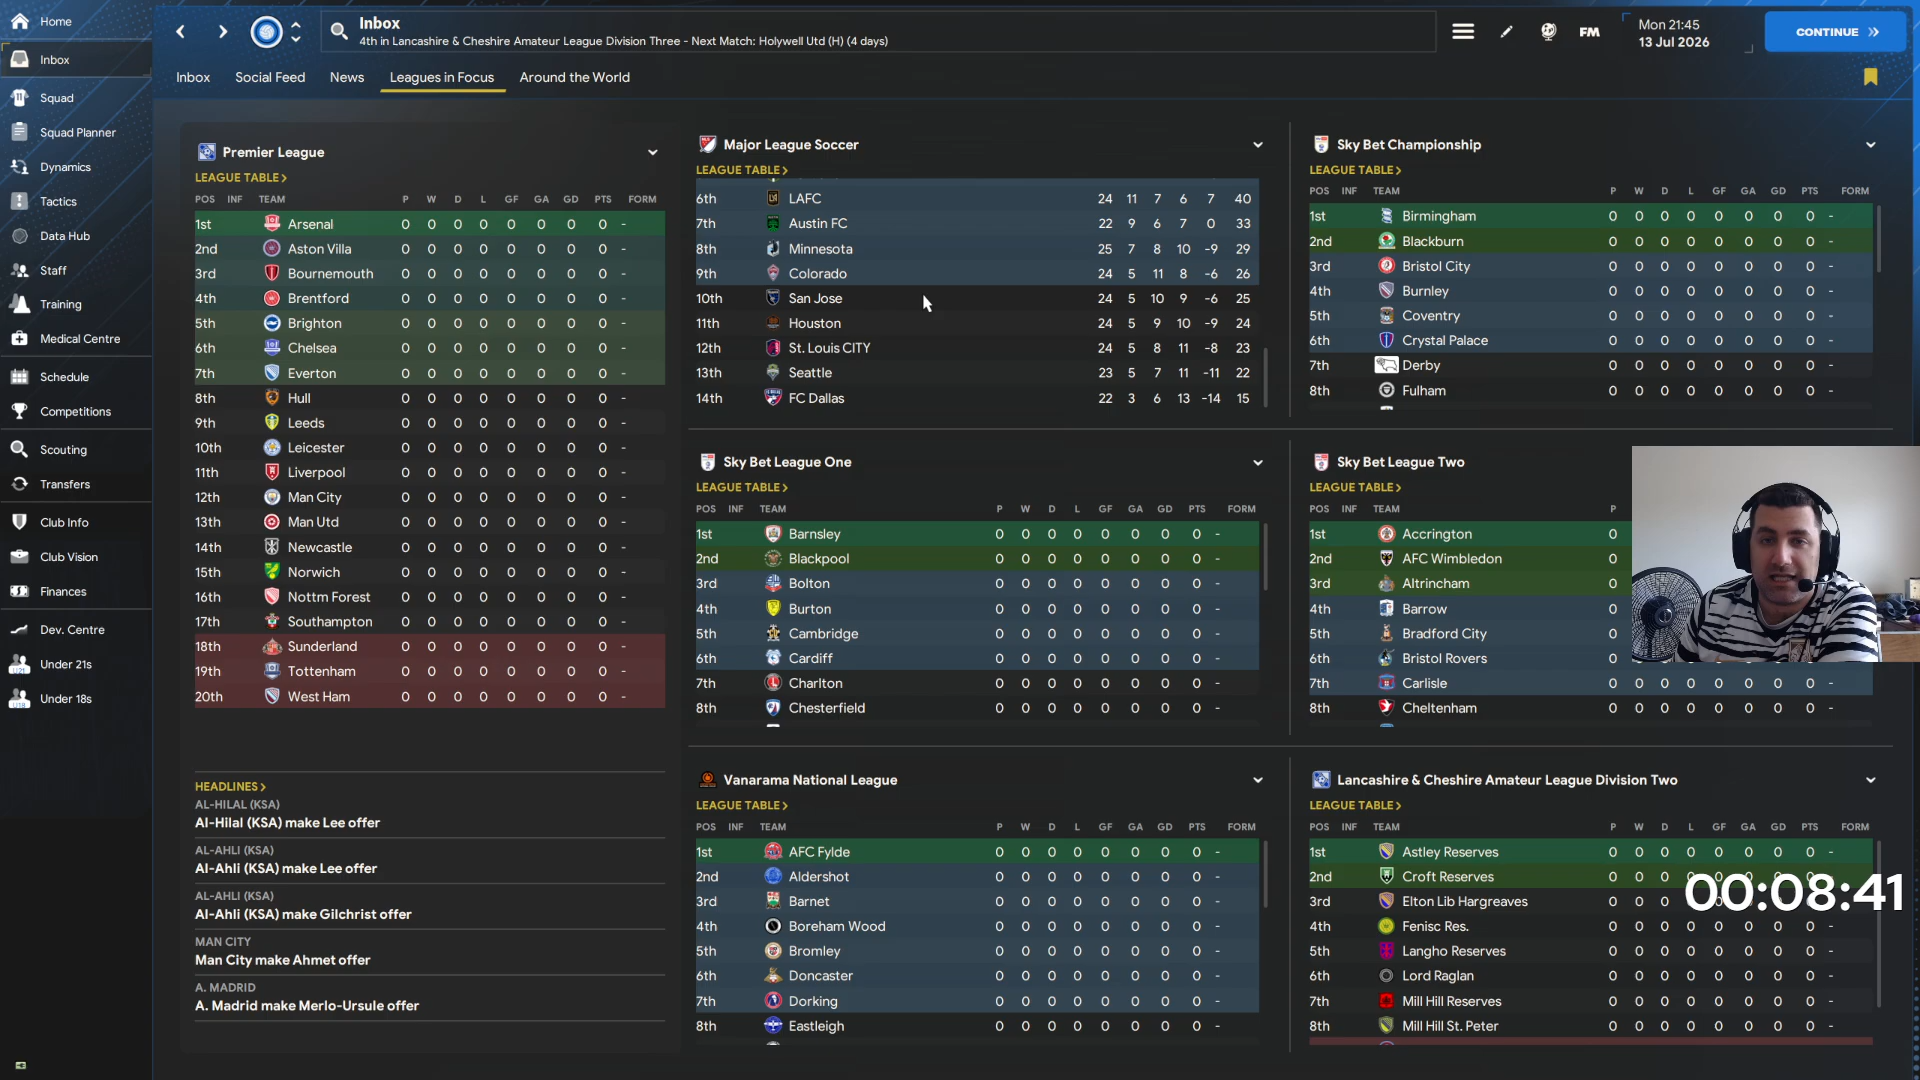 Home
Inbox
Squad
Squad Planner
Dynamics
Tactics
Data Hub
Staff
Training
Medical Centre
Schedule
Competitions
Scouting
Transfers
Club Info
Club Vision
Finances
Dev. Centre
Under 21s
Under 18s
Inbox
4th in Lancashire & Cheshire Amateur League Division Three - Next Match: Holywell Utd (H) (4 days)
FM
Mon 21:45
13 Jul 2026
CONTINUE
Inbox Social Feed News Leagues in Focus Around the World
Premier League
LEAGUE TABLE >
POS INF TEAM P W D L GF GA GD PTS FORM
1st Arsenal 0 0 0 0 0 0 0 0 -
2nd Aston Villa 0 0 0 0 0 0 0 0 -
3rd Bournemouth 0 0 0 0 0 0 0 0 -
4th Brentford 0 0 0 0 0 0 0 0 -
5th Brighton 0 0 0 0 0 0 0 0 -
6th Chelsea 0 0 0 0 0 0 0 0 -
7th Everton 0 0 0 0 0 0 0 0 -
8th Hull 0 0 0 0 0 0 0 0 -
9th Leeds 0 0 0 0 0 0 0 0 -
10th Leicester 0 0 0 0 0 0 0 0 -
11th Liverpool 0 0 0 0 0 0 0 0 -
12th Man City 0 0 0 0 0 0 0 0 -
13th Man Utd 0 0 0 0 0 0 0 0 -
14th Newcastle 0 0 0 0 0 0 0 0 -
15th Norwich 0 0 0 0 0 0 0 0 -
16th Nottm Forest 0 0 0 0 0 0 0 0 -
17th Southampton 0 0 0 0 0 0 0 0 -
18th Sunderland 0 0 0 0 0 0 0 0 -
19th Tottenham 0 0 0 0 0 0 0 0 -
20th West Ham 0 0 0 0 0 0 0 0 -
HEADLINES >
AL-HILAL (KSA)
Al-Hilal (KSA) make Lee offer
AL-AHLI (KSA)
Al-Ahli (KSA) make Lee offer
AL-AHLI (KSA)
Al-Ahli (KSA) make Gilchrist offer
MAN CITY
Man City make Ahmet offer
A. MADRID
A. Madrid make Merlo-Ursule offer
Major League Soccer
LEAGUE TABLE >
6th LAFC 24 11 7 6 7 40
7th Austin FC 22 9 6 7 0 33
8th Minnesota 25 7 8 10 -9 29
9th Colorado 24 5 11 8 -6 26
10th San Jose 24 5 10 9 -6 25
11th Houston 24 5 9 10 -9 24
12th St. Louis CITY 24 5 8 11 -8 23
13th Seattle 23 5 7 11 -11 22
14th FC Dallas 22 3 6 13 -14 15
Sky Bet Championship
LEAGUE TABLE >
POS INF TEAM P W D L GF GA GD PTS FORM
1st Birmingham 0 0 0 0 0 0 0 0 -
2nd Blackburn 0 0 0 0 0 0 0 0 -
3rd Bristol City 0 0 0 0 0 0 0 0 -
4th Burnley 0 0 0 0 0 0 0 0 -
5th Coventry 0 0 0 0 0 0 0 0 -
6th Crystal Palace 0 0 0 0 0 0 0 0 -
7th Derby 0 0 0 0 0 0 0 0 -
8th Fulham 0 0 0 0 0 0 0 0 -
Sky Bet League One
LEAGUE TABLE >
POS INF TEAM P W D L GF GA GD PTS FORM
1st Barnsley 0 0 0 0 0 0 0 0 -
2nd Blackpool 0 0 0 0 0 0 0 0 -
3rd Bolton 0 0 0 0 0 0 0 0 -
4th Burton 0 0 0 0 0 0 0 0 -
5th Cambridge 0 0 0 0 0 0 0 0 -
6th Cardiff 0 0 0 0 0 0 0 0 -
7th Charlton 0 0 0 0 0 0 0 0 -
8th Chesterfield 0 0 0 0 0 0 0 0 -
Sky Bet League Two
LEAGUE TABLE >
POS INF TEAM P
1st Accrington 0
2nd AFC Wimbledon 0
3rd Altrincham 0
4th Barrow 0
5th Bradford City 0
6th Bristol Rovers 0
7th Carlisle 0 0 0 0 0 0 0 0 -
8th Cheltenham 0 0 0 0 0 0 0 0 -
Vanarama National League
LEAGUE TABLE >
POS INF TEAM P W D L GF GA GD PTS FORM
1st AFC Fylde 0 0 0 0 0 0 0 0 -
2nd Aldershot 0 0 0 0 0 0 0 0 -
3rd Barnet 0 0 0 0 0 0 0 0 -
4th Boreham Wood 0 0 0 0 0 0 0 0 -
5th Bromley 0 0 0 0 0 0 0 0 -
6th Doncaster 0 0 0 0 0 0 0 0 -
7th Dorking 0 0 0 0 0 0 0 0 -
8th Eastleigh 0 0 0 0 0 0 0 0 -
Lancashire & Cheshire Amateur League Division Two
LEAGUE TABLE >
POS INF TEAM P W D L GF GA GD PTS FORM
1st Astley Reserves 0 0 0 0 0 0 0 0 -
2nd Croft Reserves 0 0 0 0 0 0 0 0 -
3rd Elton Lib Hargreaves 0 0 0 0 0 0 0 0 -
4th Fenisc Res. 0 0 0 0 0 0 0 0 -
5th Langho Reserves 0 0 0 0 0 0 0 0 -
6th Lord Raglan 0 0 0 0 0 0 0 0 -
7th Mill Hill Reserves 0 0 0 0 0 0 0 0 -
8th Mill Hill St. Peter 0 0 0 0 0 0 0 0 -
00:08:41